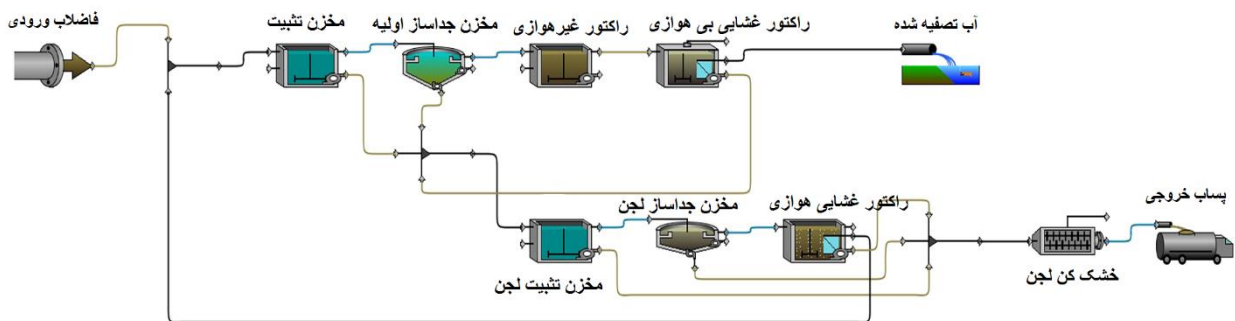 فاضلاب ورودی
مخزن تثبیت
مخزن جداساز اولیه
راکتور غیرهوازی
راکتور غشایی بی هوازی
آب تصفیه شده
مخزن تثبیت لجن
مخزن جداساز لجن
راکتور غشایی هوازی
خشک کن لجن
پساب خروجی